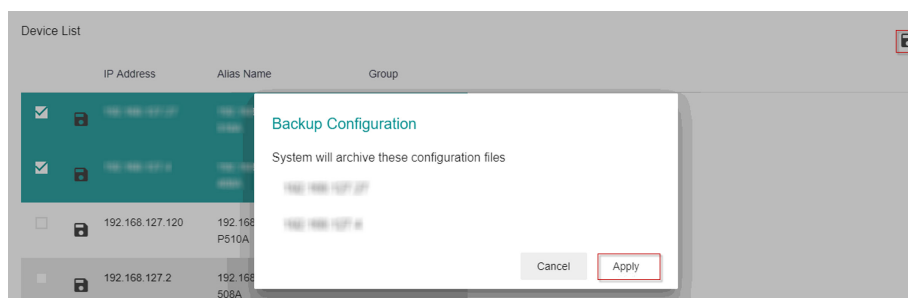 Device List
IP Address Alias Name Group
Backup Configuration
System will archive these configuration files
192.168.127.120 192.168
P510A
192.168.127.2 192.168
508A
Cancel Apply